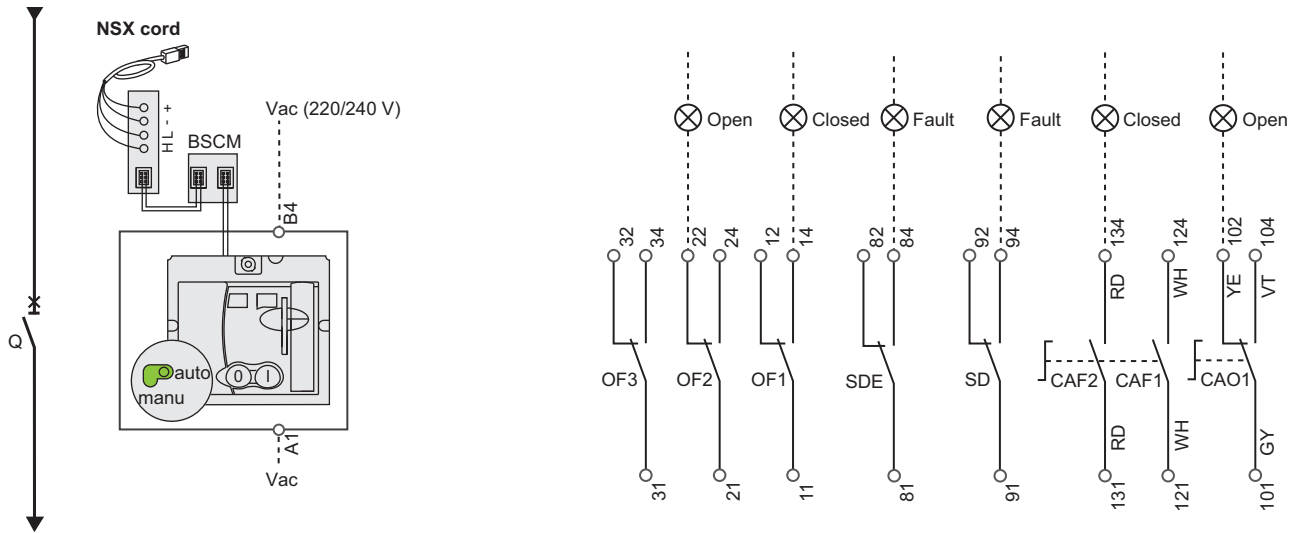 NSX cord
+
-
L
H
BSCM
Vac (220/240 V)
B4
Q
auto
manu
0 I
A1
Vac
Open Closed Fault Fault Closed Open
32 34 22 24 12 14 82 84 92 94 134 124 102 104
RD WH YE VT
OF3 OF2 OF1 SDE SD CAF2 CAF1 CAO1
RD WH GY
31 21 11 81 91 131 121 101